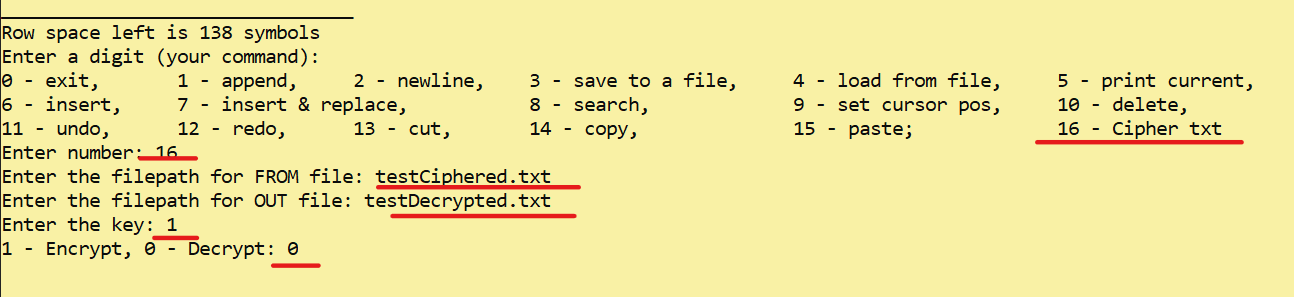 Row space left is 138 symbols
Enter a digit (your command):
0 - exit, 1 - append, 2 - newline, 3 - save to a file, 4 - load from file, 5 - print current,
6 - insert, 7 - insert & replace, 8 - search, 9 - set cursor pos, 10 - delete,
11 - undo, 12 - redo, 13 - cut, 14 - copy, 15 - paste; 16 - Cipher txt
Enter number: 16
Enter the filepath for FROM file: testCiphered.txt
Enter the filepath for OUT file: testDecrypted.txt
Enter the key: 1
1 - Encrypt, 0 - Decrypt: 0